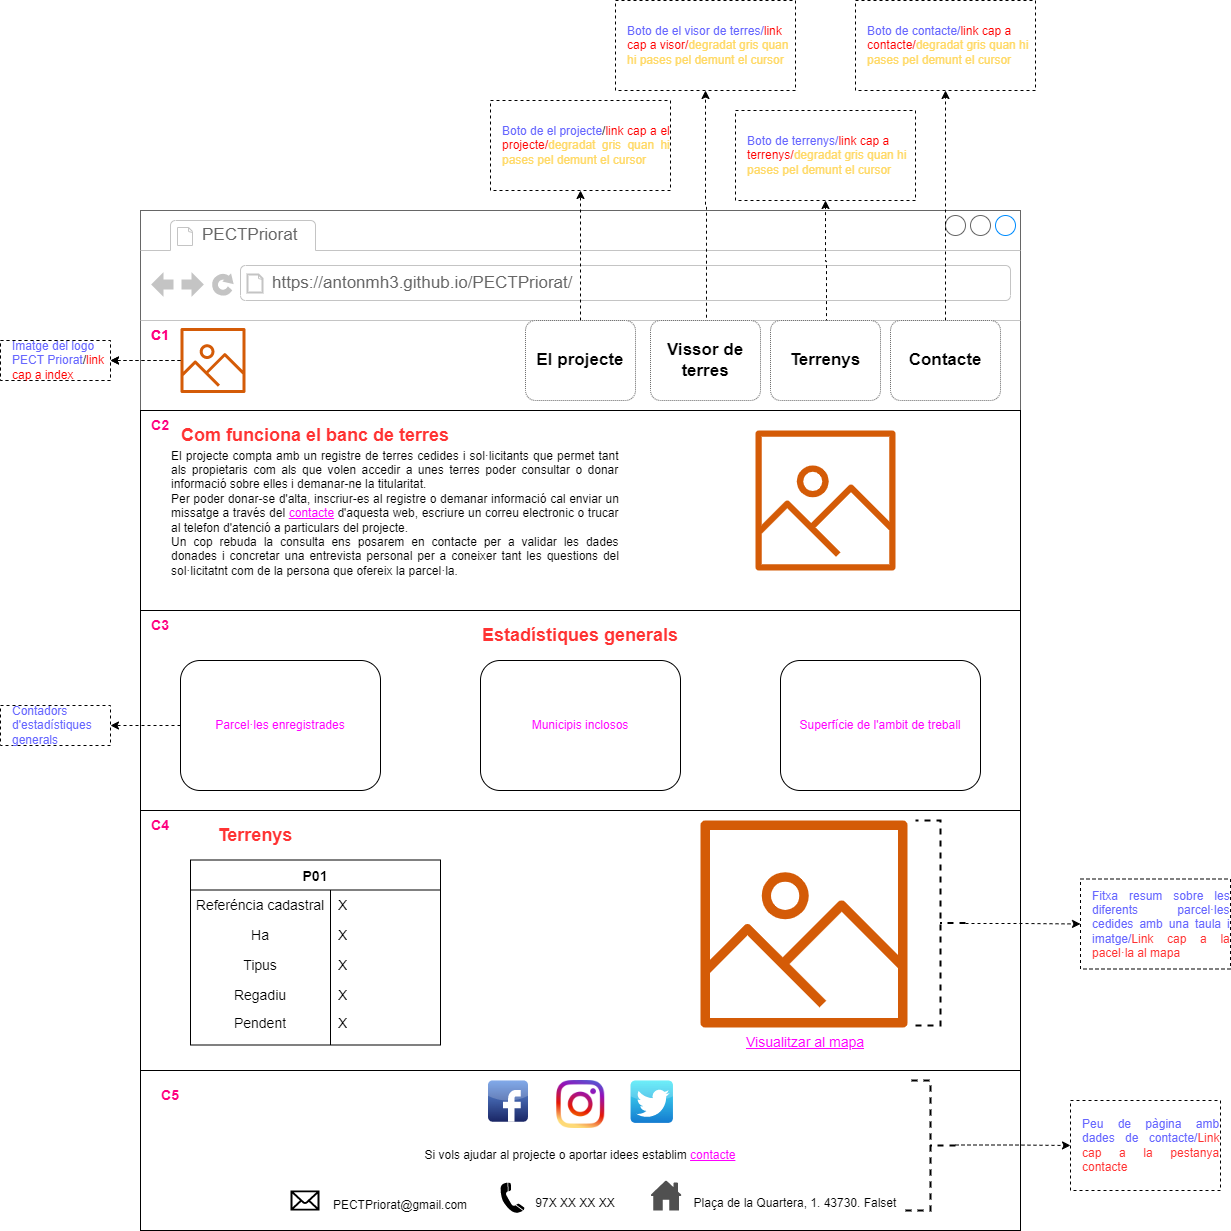 Boto de el visor de terres/link
cap a visor/degradat gris quan
hi pases pel demunt el cursor
Boto de contacte/link cap a
contacte/degradat gris quan hi
pases pel demunt el cursor
Boto de el projecte/link cap a el
projecte/degradat gris quan hi
pases pel demunt el cursor
Boto de terrenys/link cap a
terrenys/degradat gris quan hi
pases pel demunt el cursor
PECTPriorat
https://antonmh3.github.io/PECTPriorat/
Imatge del logo
PECT Priorat/link
cap a index
C1
El projecte
Vissor de
terres
Terrenys
Contacte
C2
Com funciona el banc de terres
El projecte compta amb un registre de terres cedides i sol·licitants que permet tant
als propietaris com als que volen accedir a unes terres poder consultar o donar
informació sobre elles i demanar-ne la titularitat.
Per poder donar-se d'alta, inscriur-es al registre o demanar informació cal enviar un
missatge a través del contacte d'aquesta web, escriure un correu electronic o trucar
al telefon d'atenció a particulars del projecte.
Un cop rebuda la consulta ens posarem en contacte per a validar les dades
donades i concretar una entrevista personal per a coneixer tant les questions del
sol·licitatnt com de la persona que ofereix la parcel·la.
C3
Estadístiques generals
Contadors
d'estadístiques
generals
Parcel·les enregistrades
Municipis inclosos
Superfície de l'ambit de treball
C4
Terrenys
P01
Referéncia cadastral X
Ha X
Tipus X
Regadiu X
Pendent X
Visualitzar al mapa
Fitxa resum sobre les
diferents parcel·les
cedides amb una taula i
imatge/Link cap a la
pacel·la al mapa
C5
Si vols ajudar al projecte o aportar idees establim contacte
PECTPriorat@gmail.com
97X XX XX XX
Plaça de la Quartera, 1. 43730. Falset
Peu de pàgina amb
dades de contacte/Link
cap a la pestanya
contacte